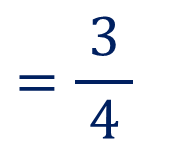 = 3/4